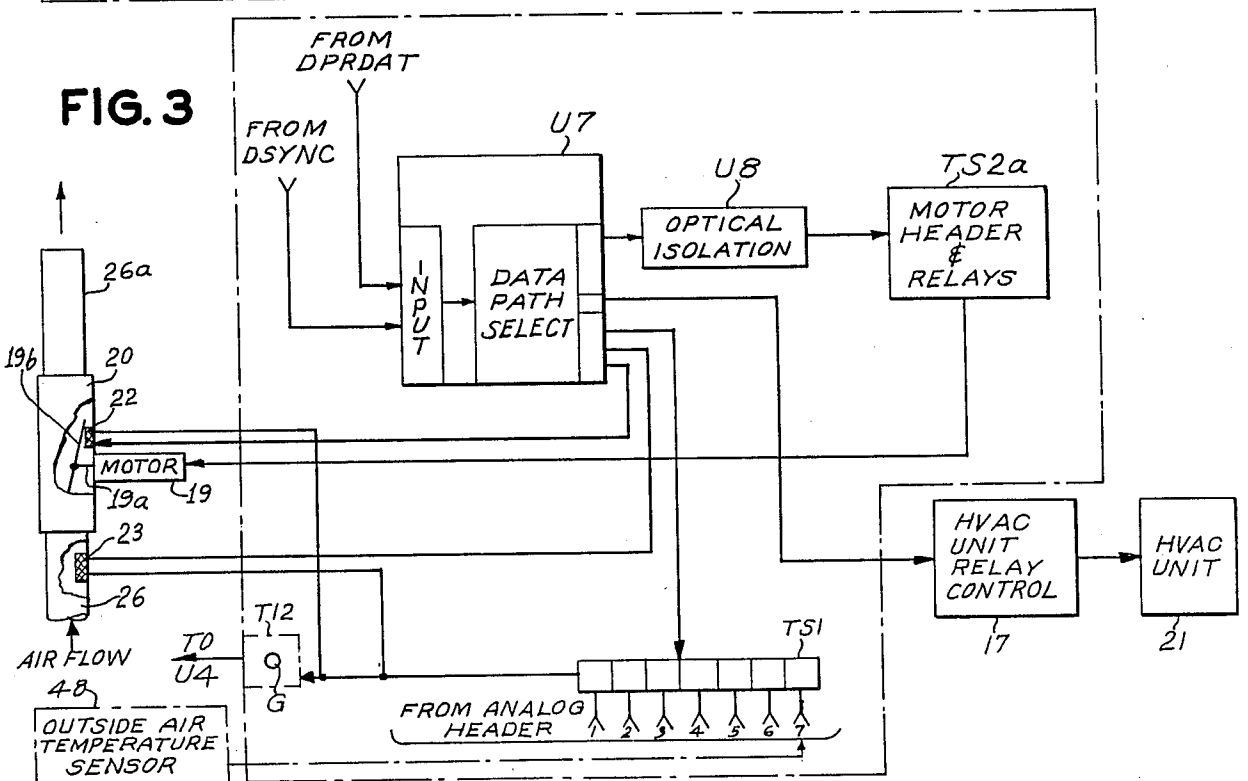 FIG. 3
FROM
DPRDAT
FROM
DSYNC
U7
INPUT
DATA
PATH
SELECT
U8
OPTICAL
ISOLATION
TS2a
MOTOR
HEADER
&
RELAYS
26a
20
19b
22
MOTOR
19a
19
23
26
AIR FLOW
HVAC
UNIT
RELAY
CONTROL
17
HVAC
UNIT
21
T12
TO
U4
G
TS1
FROM ANALOG
HEADER
1 2 3 4 5 6 7
48
OUTSIDE AIR
TEMPERATURE
SENSOR